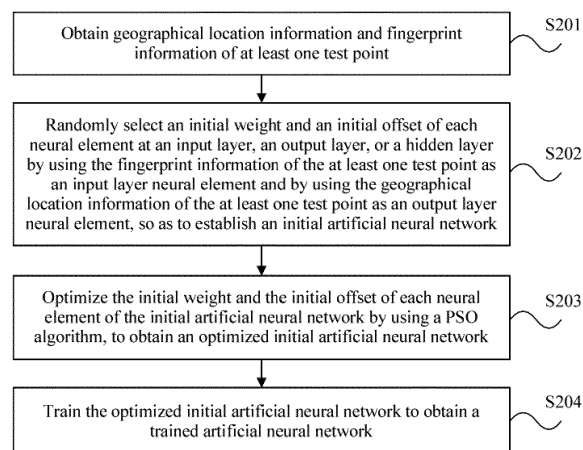 Obtain geographical location information and fingerprint
information of at least one test point
S201
Randomly select an initial weight and an initial offset of each
neural element at an input layer, an output layer, or a hidden layer
by using the fingerprint information of the at least one test point as
an input layer neural element and by using the geographical
location information of the at least one test point as an output layer
neural element, so as to establish an initial artificial neural network
S202
Optimize the initial weight and the initial offset of each neural
element of the initial artificial neural network by using a PSO
algorithm, to obtain an optimized initial artificial neural network
S203
Train the optimized initial artificial neural network to obtain a
trained artificial neural network
S204